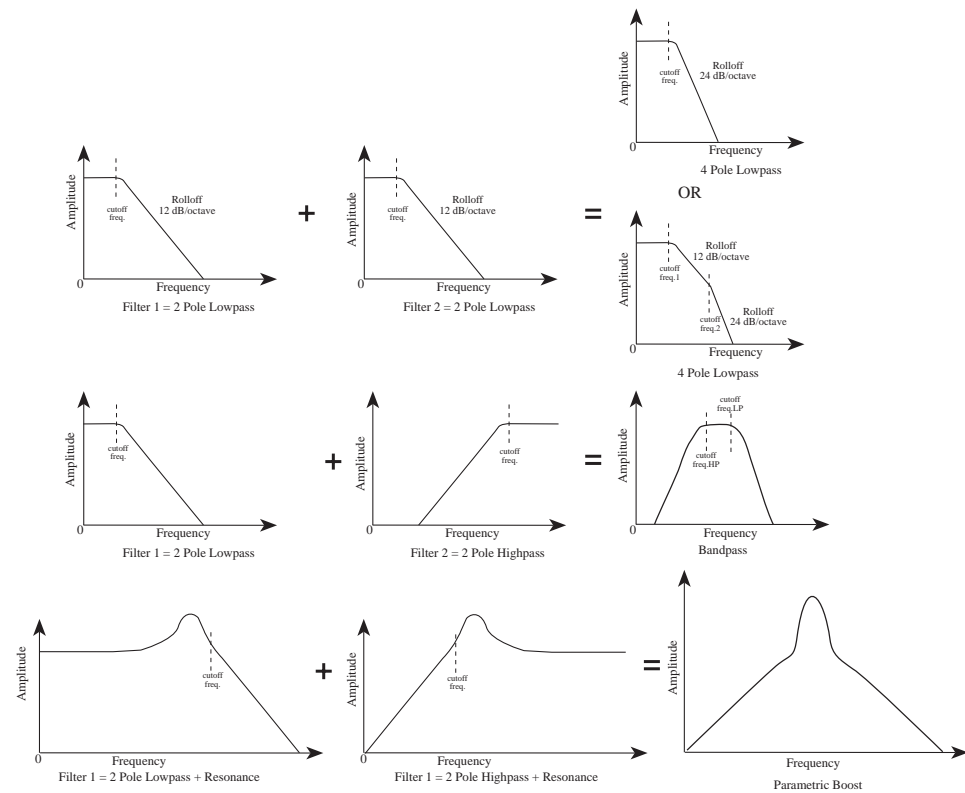 Amplitude
cutoff
freq.
Rolloff
24 dB/octave
0
Frequency
4 Pole Lowpass
OR
Amplitude
cutoff
freq.
Rolloff
12 dB/octave
0
Frequency
Filter 1 = 2 Pole Lowpass
+
Amplitude
cutoff
freq.
Rolloff
12 dB/octave
0
Frequency
Filter 2 = 2 Pole Lowpass
=
Amplitude
cutoff
freq.1
Rolloff
12 dB/octave
cutoff
freq.2
Rolloff
24 dB/octave
0
Frequency
4 Pole Lowpass
Amplitude
cutoff
freq.
0
Frequency
Filter 1 = 2 Pole Lowpass
+
Amplitude
cutoff
freq.
0
Frequency
Filter 2 = 2 Pole Highpass
=
Amplitude
cutoff
freq.LP
cutoff
freq.HP
0
Frequency
Bandpass
Amplitude
cutoff
freq.
0
Frequency
Filter 1 = 2 Pole Lowpass + Resonance
+
Amplitude
cutoff
freq.
0
Frequency
Filter 1 = 2 Pole Highpass + Resonance
=
Amplitude
Frequency
Parametric Boost